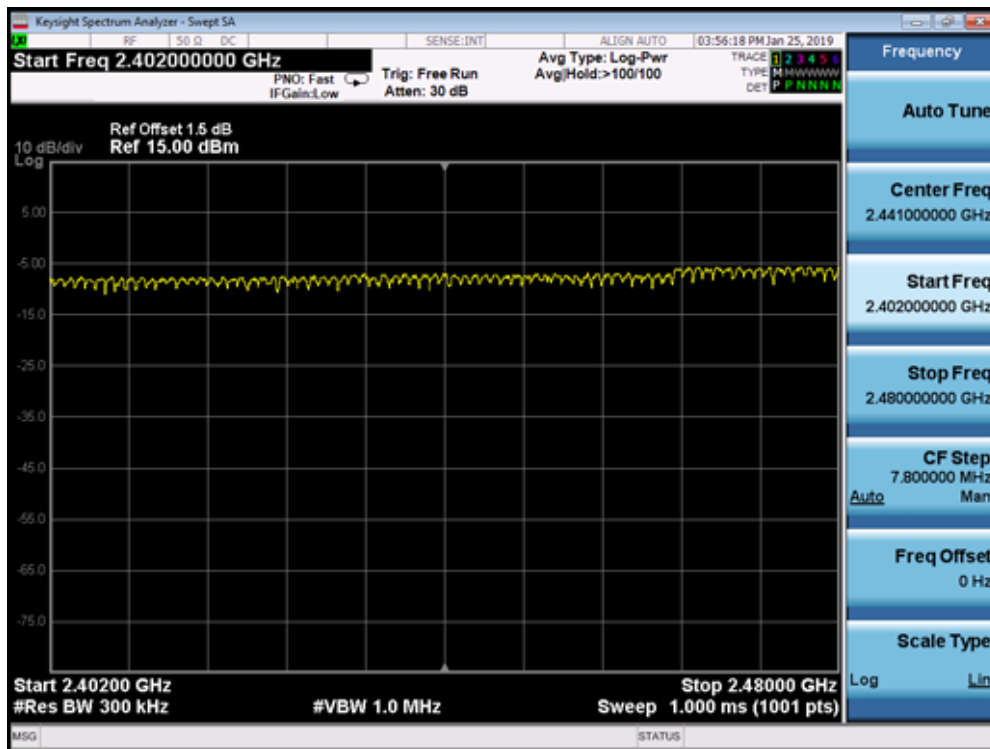 Keysight Spectrum Analyzer - Swept SA
RF 50 Ω DC SENSE:INT ALIGN AUTO 03:56:18 PM Jan 25, 2019
Start Freq 2.402000000 GHz
PNO: Fast
IFGain:Low
Trig: Free Run
Atten: 30 dB
Avg Type: Log-Pwr
Avg|Hold:>100/100
TRACE 1 2 3 4 5 6
TYPE M WWWWW
DET P P N N N N
Ref Offset 1.5 dB
10 dB/div Ref 15.00 dBm
Log
5.00
-5.00
-15.0
-25.0
-35.0
-45.0
-55.0
-65.0
-75.0
Start 2.40200 GHz Stop 2.48000 GHz
#Res BW 300 kHz #VBW 1.0 MHz Sweep 1.000 ms (1001 pts)
MSG STATUS
Frequency
Auto Tune
Center Freq
2.441000000 GHz
Start Freq
2.402000000 GHz
Stop Freq
2.480000000 GHz
CF Step
7.800000 MHz
Auto Man
Freq Offset
0 Hz
Scale Type
Log Lin